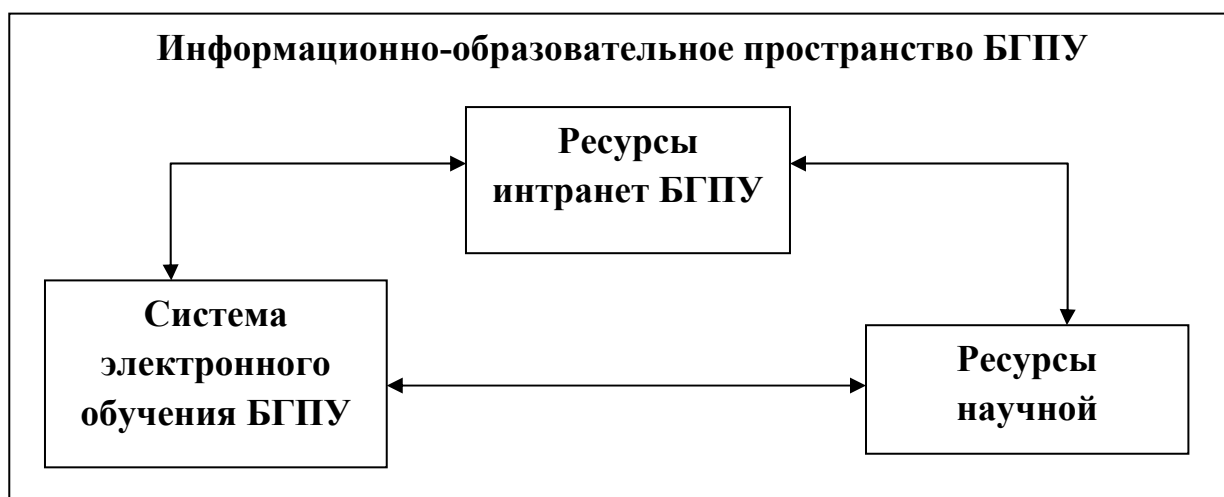 Информационно-образовательное пространство БГПУ
Ресурсы
интранет БГПУ
Система
электронного
обучения БГПУ
Ресурсы
научной